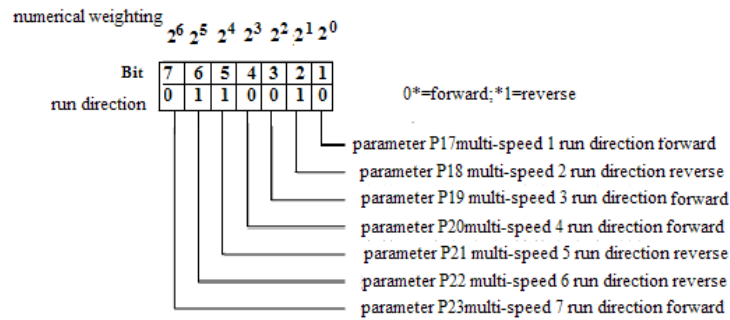 numerical weighting
2⁶ 2⁵ 2⁴ 2³ 2² 2¹ 2⁰
Bit 7 6 5 4 3 2 1
run direction 0 1 1 0 0 1 0
0*=forward;*1=reverse
parameter P17multi-speed 1 run direction forward
parameter P18 multi-speed 2 run direction reverse
parameter P19 multi-speed 3 run direction forward
parameter P20multi-speed 4 run direction forward
parameter P21 multi-speed 5 run direction reverse
parameter P22 multi-speed 6 run direction reverse
parameter P23multi-speed 7 run direction forward